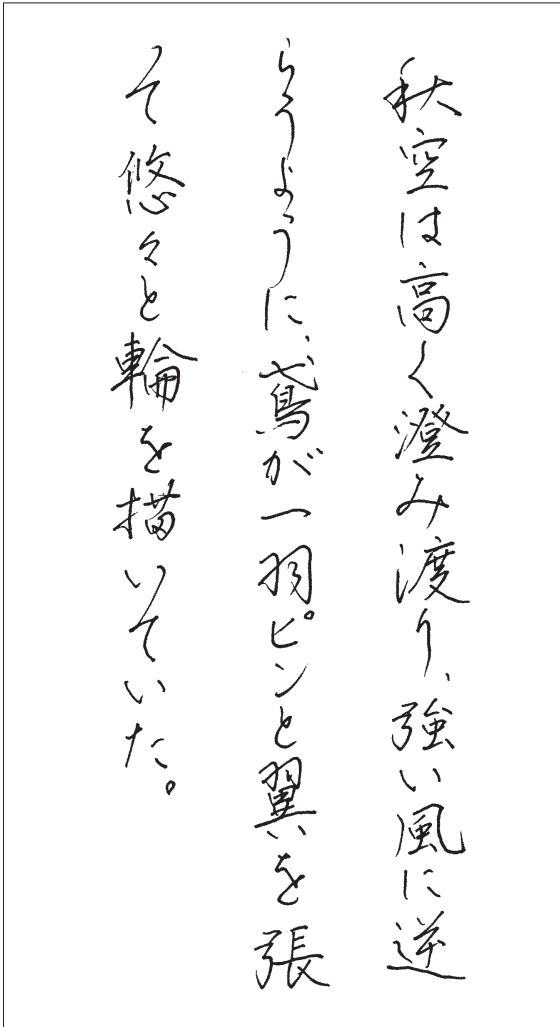 秋空は高く澄み渡り、強い風に逆
らうように、鳶が一羽ピンと翼を張
って悠々と輪を描いていた。